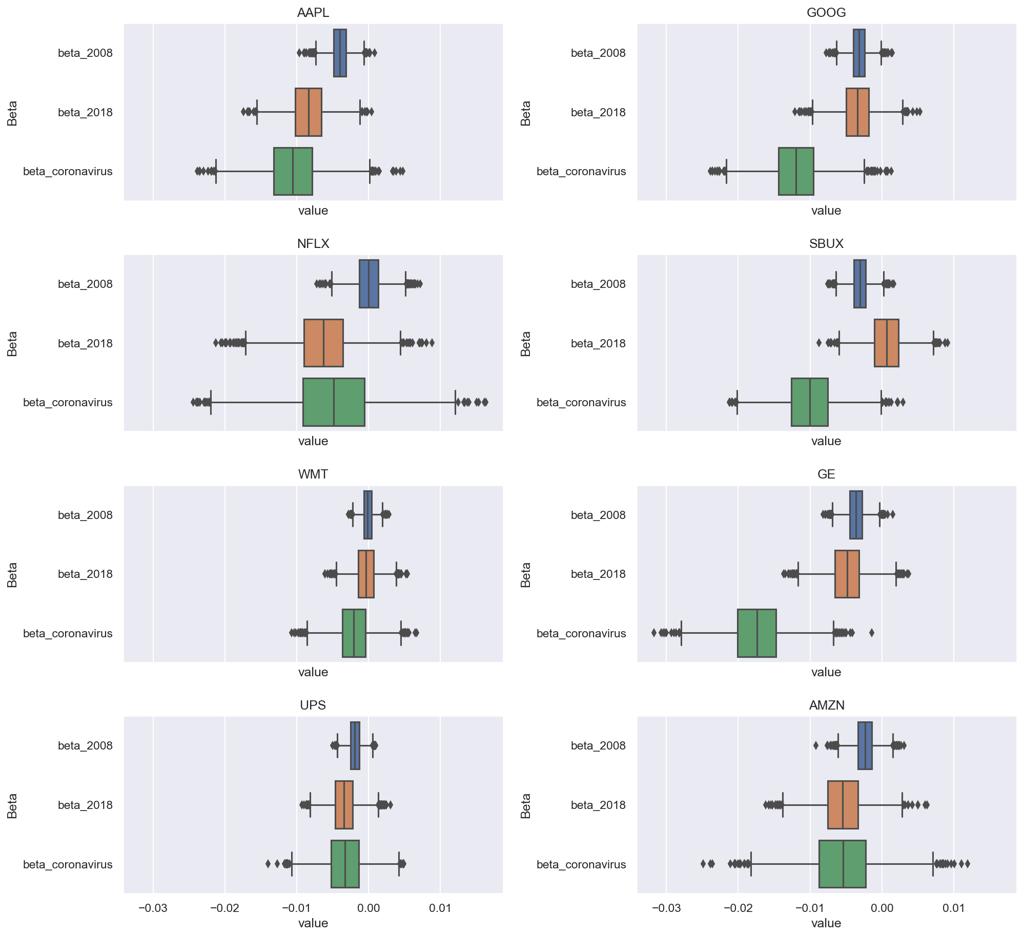 AAPL
GOOG
beta_2008
beta_2018
beta_coronavirus
Beta
value
beta_2008
beta_2018
beta_coronavirus
Beta
value
NFLX
SBUX
beta_2008
beta_2018
beta_coronavirus
Beta
value
beta_2008
beta_2018
beta_coronavirus
Beta
value
WMT
GE
beta_2008
beta_2018
beta_coronavirus
Beta
value
beta_2008
beta_2018
beta_coronavirus
Beta
value
UPS
AMZN
beta_2008
beta_2018
beta_coronavirus
Beta
−0.03 −0.02 −0.01 0.00 0.01
value
beta_2008
beta_2018
beta_coronavirus
Beta
−0.03 −0.02 −0.01 0.00 0.01
value